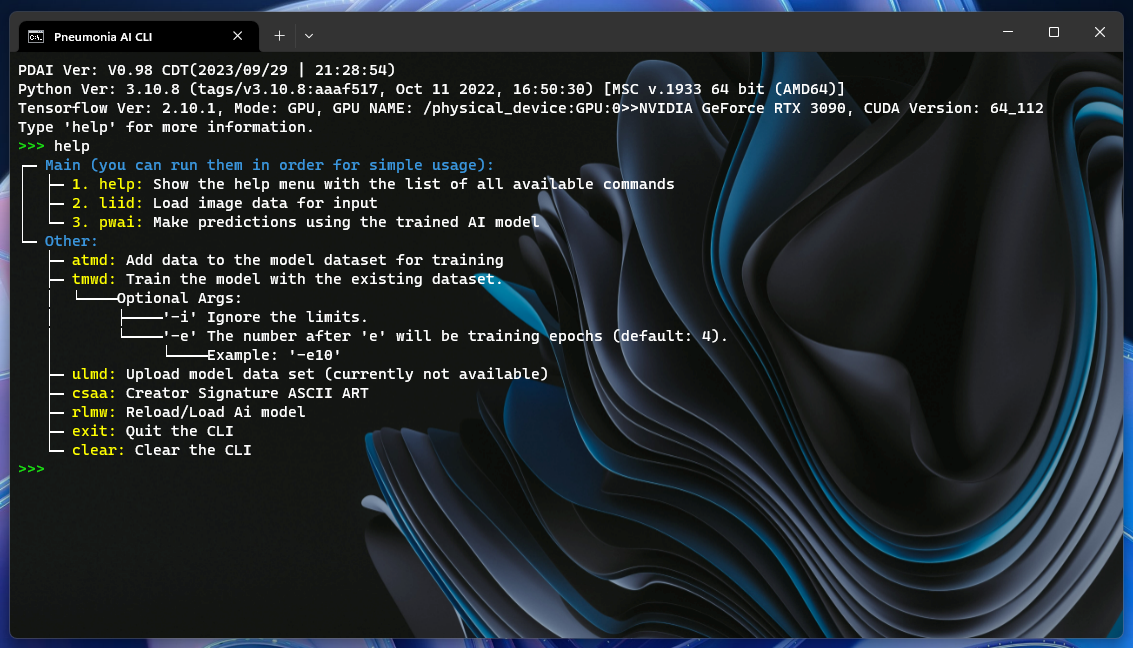 Pneumonia AI CLI
PDAI Ver: V0.98 CDT(2023/09/29 | 21:28:54)
Python Ver: 3.10.8 (tags/v3.10.8:aaaf517, Oct 11 2022, 16:50:30) [MSC v.1933 64 bit (AMD64)]
Tensorflow Ver: 2.10.1, Mode: GPU, GPU NAME: /physical_device:GPU:0>>NVIDIA GeForce RTX 3090, CUDA Version: 64_112
Type 'help' for more information.
>>> help
Main (you can run them in order for simple usage):
1. help: Show the help menu with the list of all available commands
2. liid: Load image data for input
3. pwai: Make predictions using the trained AI model
Other:
atmd: Add data to the model dataset for training
tmwd: Train the model with the existing dataset.
Optional Args:
'-i' Ignore the limits.
'-e' The number after 'e' will be training epochs (default: 4).
Example: '-e10'
ulmd: Upload model data set (currently not available)
csaa: Creator Signature ASCII ART
rlmw: Reload/Load Ai model
exit: Quit the CLI
clear: Clear the CLI
>>>